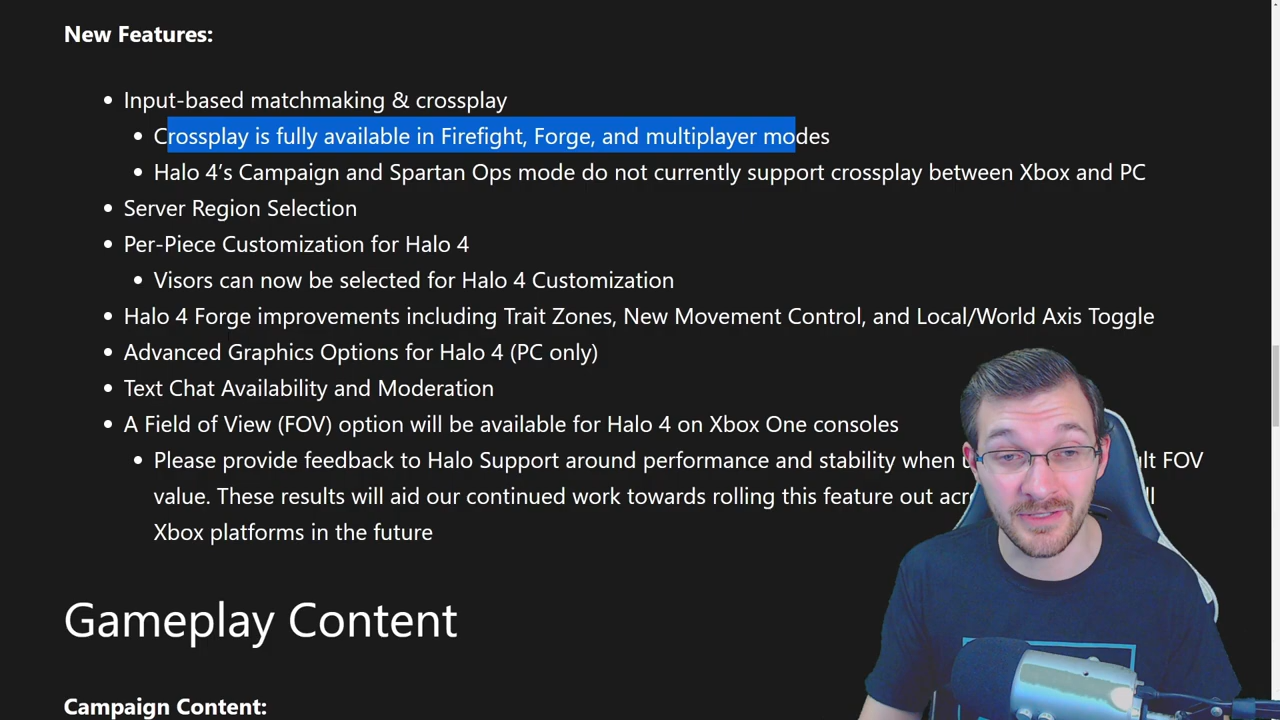 New Features:
Input-based matchmaking & crossplay
Crossplay is fully available in Firefight, Forge, and multiplayer modes
Halo 4’s Campaign and Spartan Ops mode do not currently support crossplay between Xbox and PC
Server Region Selection
Per-Piece Customization for Halo 4
Visors can now be selected for Halo 4 Customization
Halo 4 Forge improvements including Trait Zones, New Movement Control, and Local/World Axis Toggle
Advanced Graphics Options for Halo 4 (PC only)
Text Chat Availability and Moderation
A Field of View (FOV) option will be available for Halo 4 on Xbox One consoles
Please provide feedback to Halo Support around performance and stability when FOV
value. These results will aid our continued work towards rolling this feature out
Xbox platforms in the future
Gameplay Content
Campaign Content: